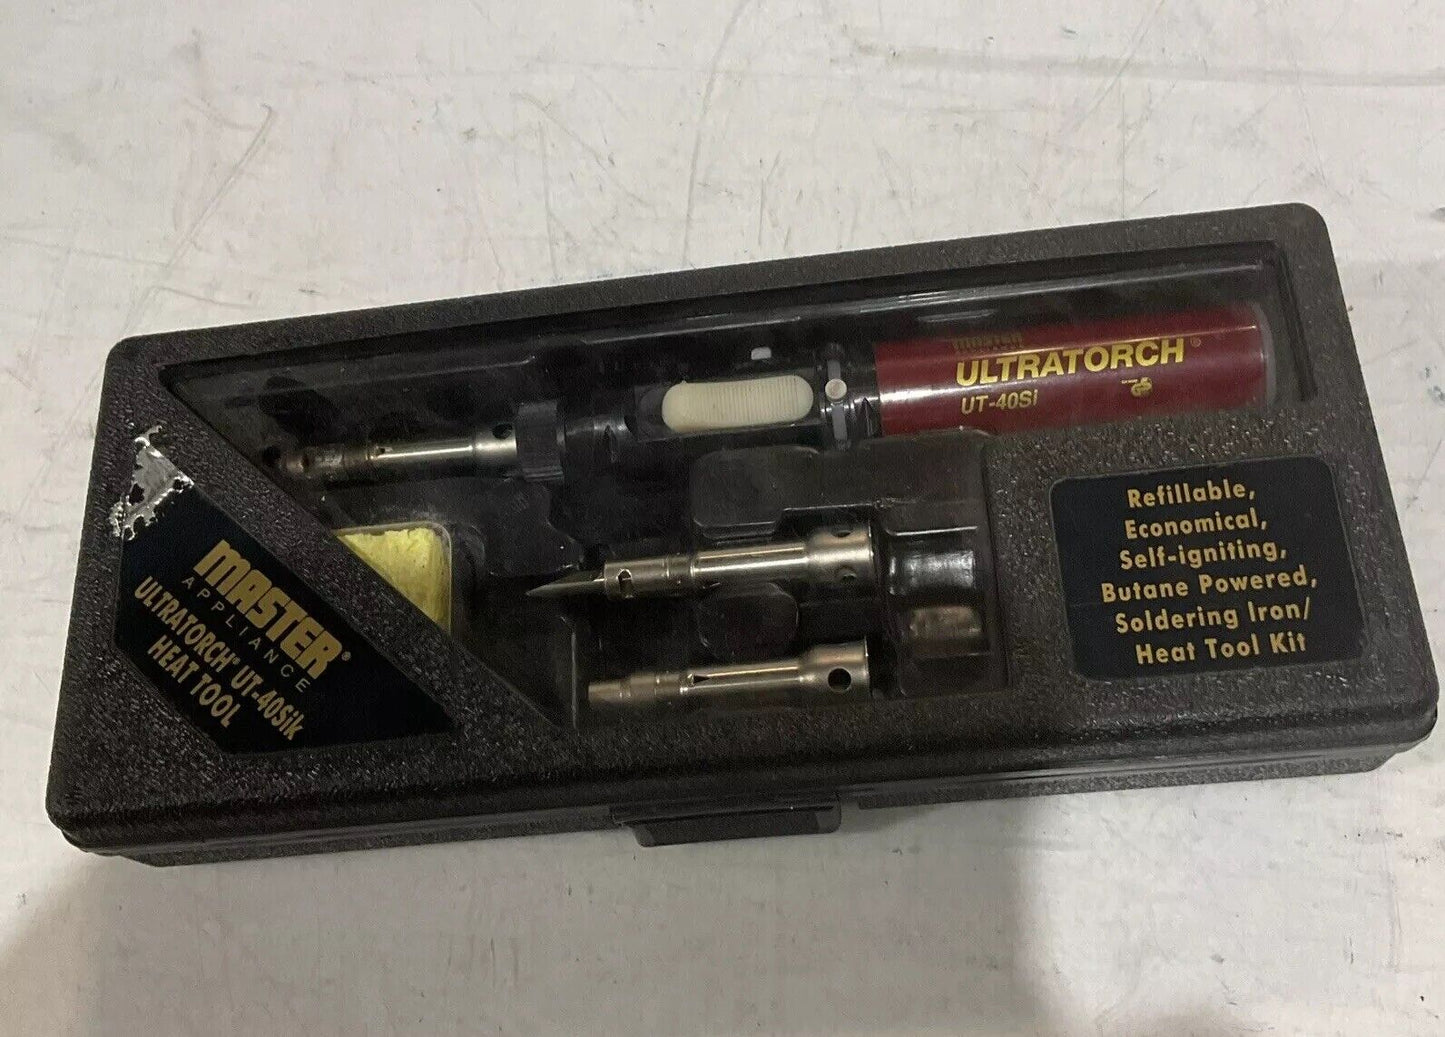 MASTER
ULTRATORCH®
UT-40Si
MASTER®
APPLIANCE
ULTRATORCH® UT-40Sik
HEAT TOOL
Refillable,
Economical,
Self-igniting,
Butane Powered,
Soldering Iron/
Heat Tool Kit